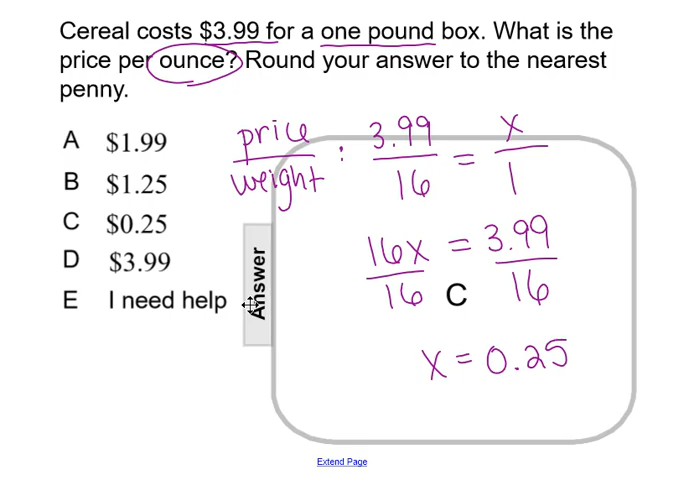 Cereal costs $3.99 for a one pound box. What is the
price per ounce? Round your answer to the nearest
penny.
A $1.99
B $1.25
C $0.25
D $3.99
E I need help
Answer
price / weight : 3.99 / 16 = x / 1
16x / 16 = 3.99 / 16
C
x = 0.25
Extend Page